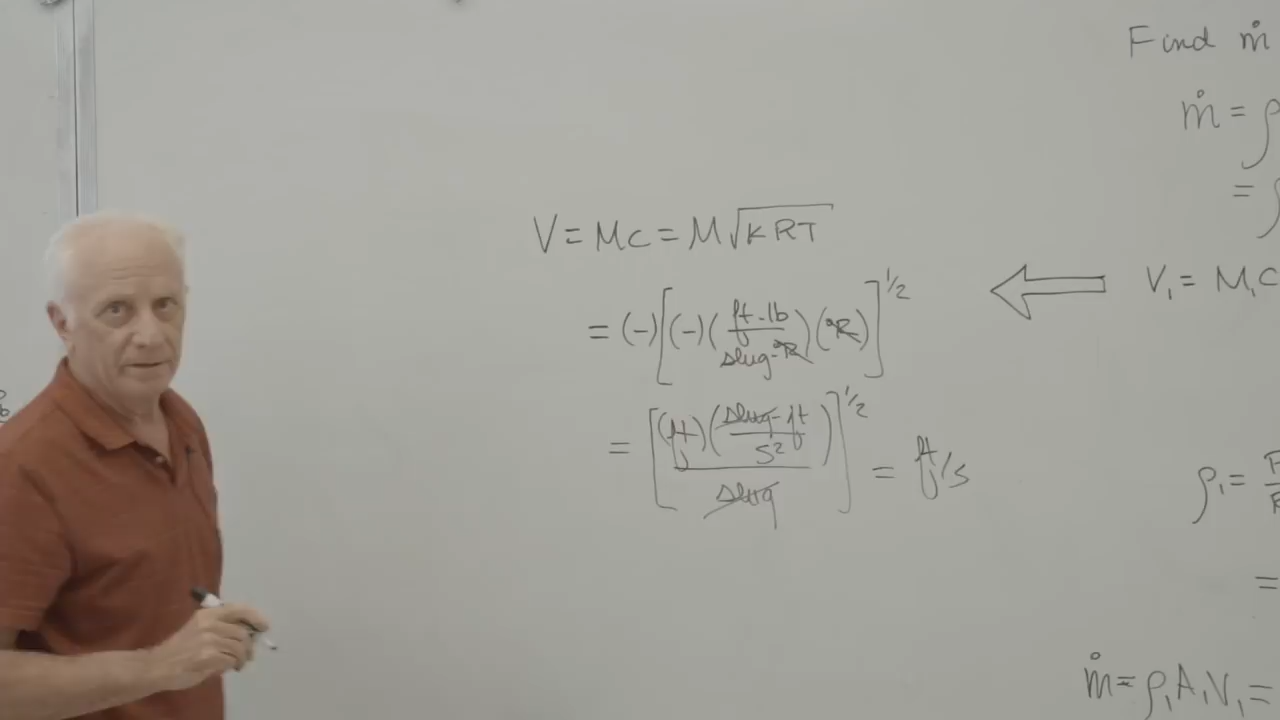 V = MC = M√KRT
= (-)[(-)(ft-lb/slug-°R)(°R)]^1/2
= [(ft)(slug-ft/s²)/slug]^1/2 = ft/s
Find ṁ
ṁ = ρ
= ρ
V₁ = M₁C
ρ₁ =
=
ṁ = ρ₁A₁V₁ =